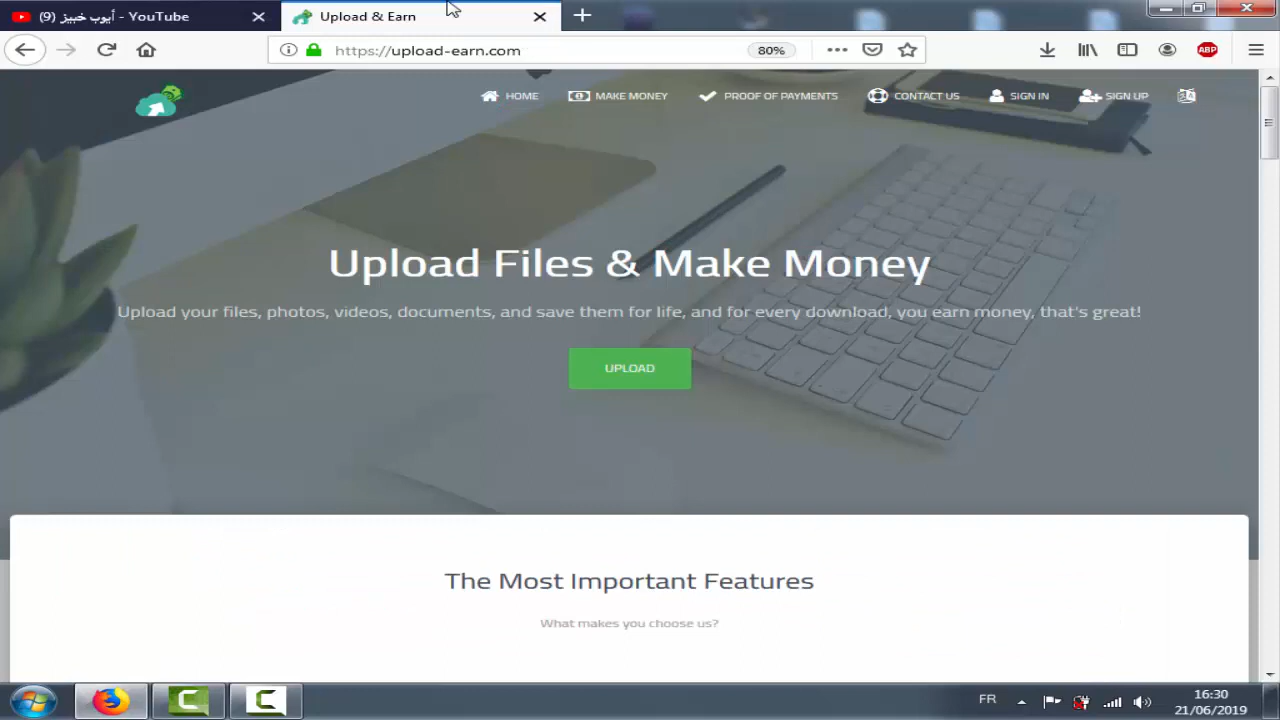 (9) أيوب خبيز - YouTube
Upload & Earn
https://upload-earn.com
80%
ABP
HOME
MAKE MONEY
PROOF OF PAYMENTS
CONTACT US
SIGN IN
SIGN UP
Upload Files & Make Money
Upload your files, photos, videos, documents, and save them for life, and for every download, you earn money, that's great!
UPLOAD
The Most Important Features
What makes you choose us?
FR
16:30
21/06/2019